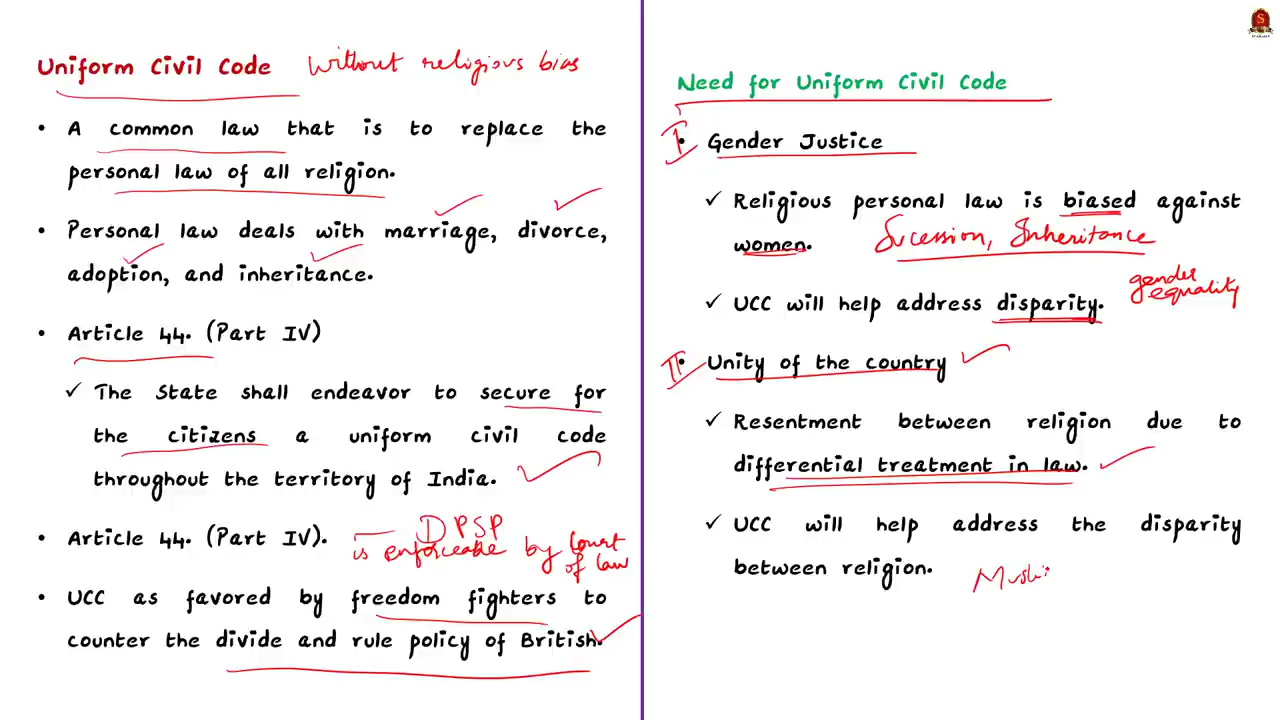 Uniform Civil Code Without religious bias
• A common law that is to replace the
personal law of all religion.
• Personal law deals with marriage, divorce,
adoption, and inheritance.
• Article 44. (Part IV)
✓ The State shall endeavor to secure for
the citizens a uniform civil code
throughout the territory of India.
• Article 44. (Part IV). DPSP
is enforceable by Court
of law
• UCC as favored by freedom fighters to
counter the divide and rule policy of British.
Need for Uniform Civil Code
I • Gender Justice
✓ Religious personal law is biased against
women. Sucession, Inheritance
gender
equality
✓ UCC will help address disparity.
II • Unity of the country
✓ Resentment between religion due to
differential treatment in law.
✓ UCC will help address the disparity
between religion.